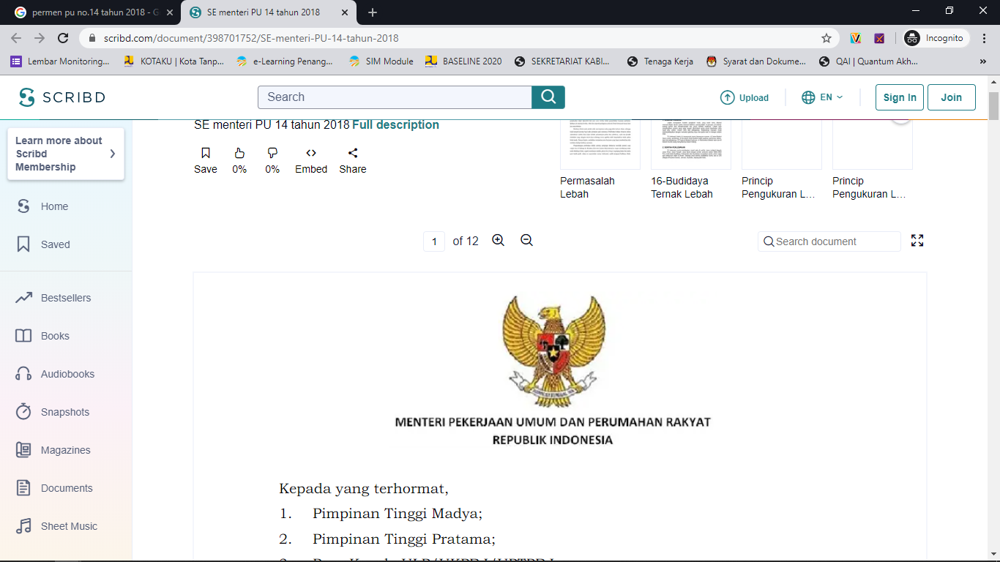 permen pu no.14 tahun 2018 - G
SE menteri PU 14 tahun 2018
scribd.com/document/398701752/SE-menteri-PU-14-tahun-2018
Incognito
Lembar Monitoring...
KOTAKU | Kota Tanp...
e-Learning Penang...
SIM Module
BASELINE 2020
SEKRETARIAT KABI...
Tenaga Kerja
Syarat dan Dokume...
QAI | Quantum Akh...
»
SCRIBD
Search
Upload
EN
Sign In
Join
Learn more about
Scribd
Membership
Home
Saved
Bestsellers
Books
Audiobooks
Snapshots
Magazines
Documents
Sheet Music
SE menteri PU 14 tahun 2018 Full description
Save
0%
0%
Embed
Share
Permasalah
Lebah
16-Budidaya
Ternak Lebah
Princip
Pengukuran L...
Princip
Pengukuran L...
1 of 12
Search document
MENTERI PEKERJAAN UMUM DAN PERUMAHAN RAKYAT
REPUBLIK INDONESIA
Kepada yang terhormat,
1. Pimpinan Tinggi Madya;
2. Pimpinan Tinggi Pratama;